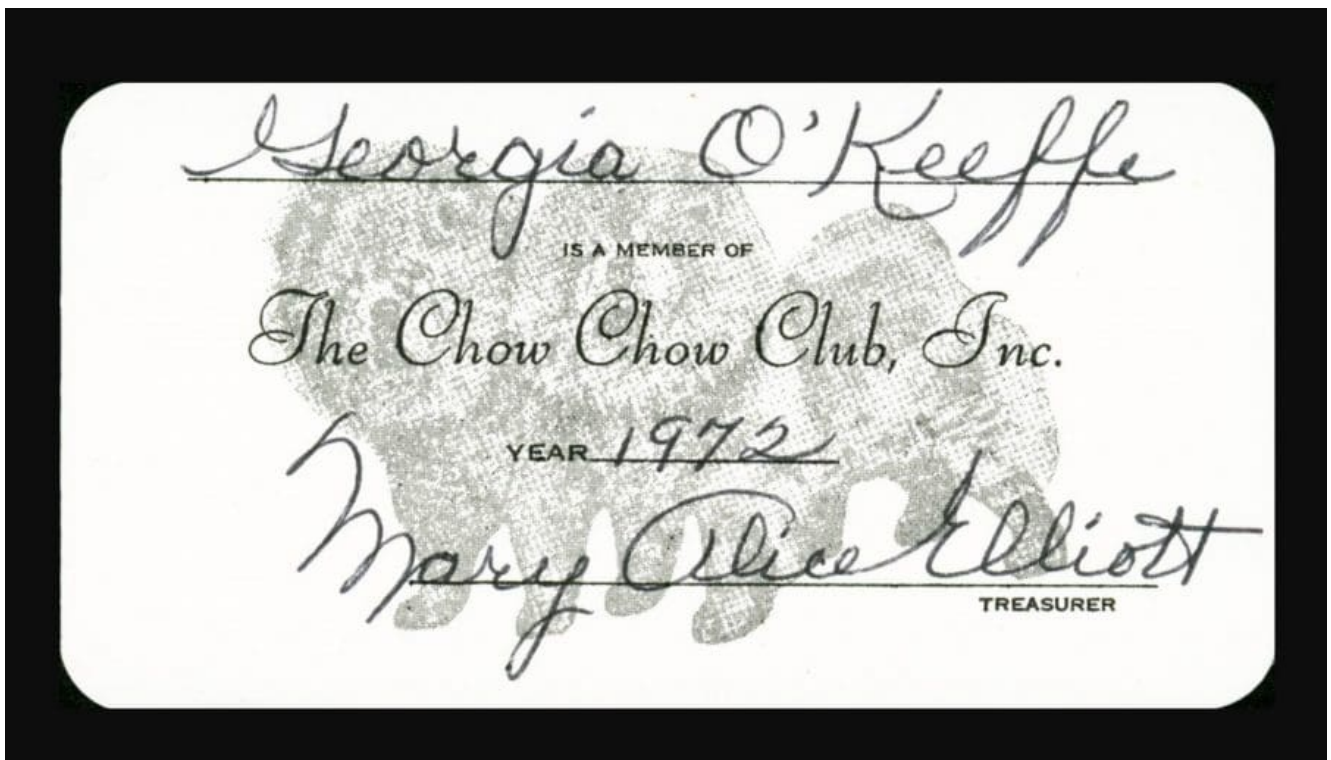 Georgia O'Keeffe
IS A MEMBER OF
The Chow Chow Club, Inc.
YEAR 1972
Mary Alice Elliott
TREASURER